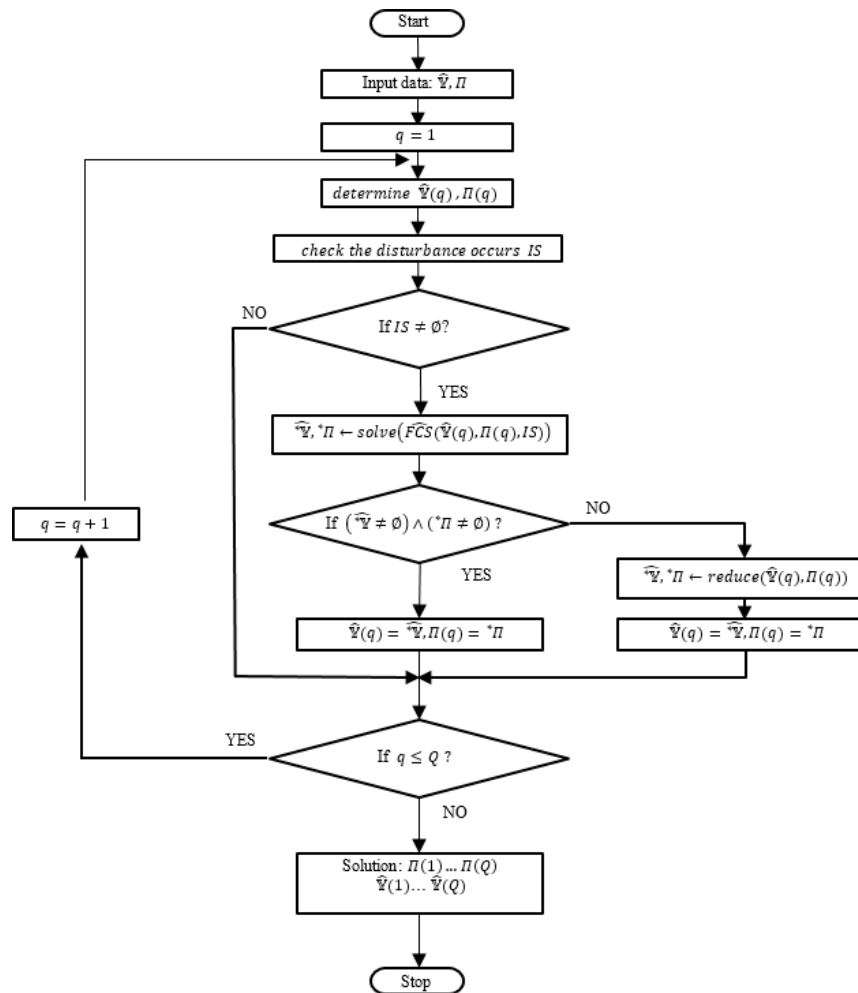 Start
Input data: 𝕐̂, Π
q = 1
determine 𝕐̂(q), Π(q)
check the disturbance occurs IS
NO
If IS ≠ ∅?
YES
*𝕐̂, *Π ← solve(FCŜ(𝕐̂(q), Π(q), IS))
q = q + 1
If (*𝕐̂ ≠ ∅) ∧ (*Π ≠ ∅) ?
NO
YES
*𝕐̂, *Π ← reduce(𝕐̂(q), Π(q))
𝕐̂(q) = *𝕐̂, Π(q) = *Π
𝕐̂(q) = *𝕐̂, Π(q) = *Π
YES
If q ≤ Q ?
NO
Solution: Π(1) … Π(Q)
𝕐̂(1)… 𝕐̂(Q)
Stop